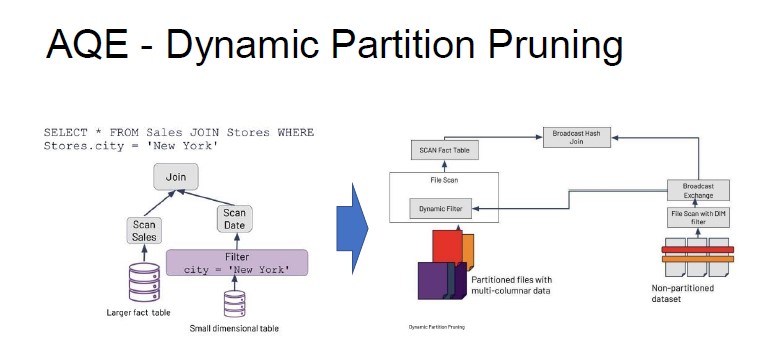 AQE - Dynamic Partition Pruning
SELECT * FROM Sales JOIN Stores WHERE
Stores.city = 'New York'
Join
Scan
Sales
Scan
Date
Filter
city = 'New York'
Larger fact table
Small dimensional table
Broadcast Hash
Join
SCAN Fact Table
File Scan
Dynamic Filter
Broadcast
Exchange
File Scan with DIM
filter
Partitioned files with
multi-columnar data
Non-partitioned
dataset
Dynamic Partition Pruning